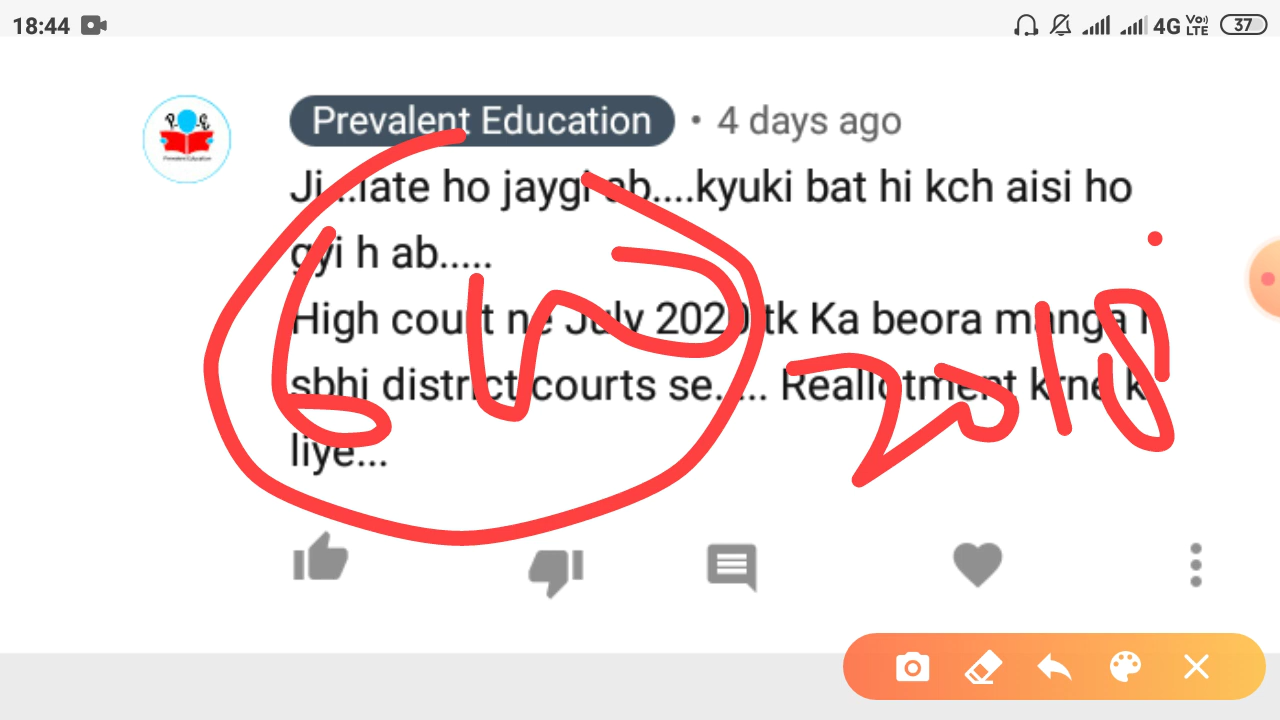 18:44 4G Vo)) LTE 37
Prevalent Education • 4 days ago
Ji...late ho jaygi ab....kyuki bat hi kch aisi ho
gyi h ab.....
High court ne July 2020 tk Ka beora manga
sbhi district courts se..... Reallotment krne k
liye...
2018